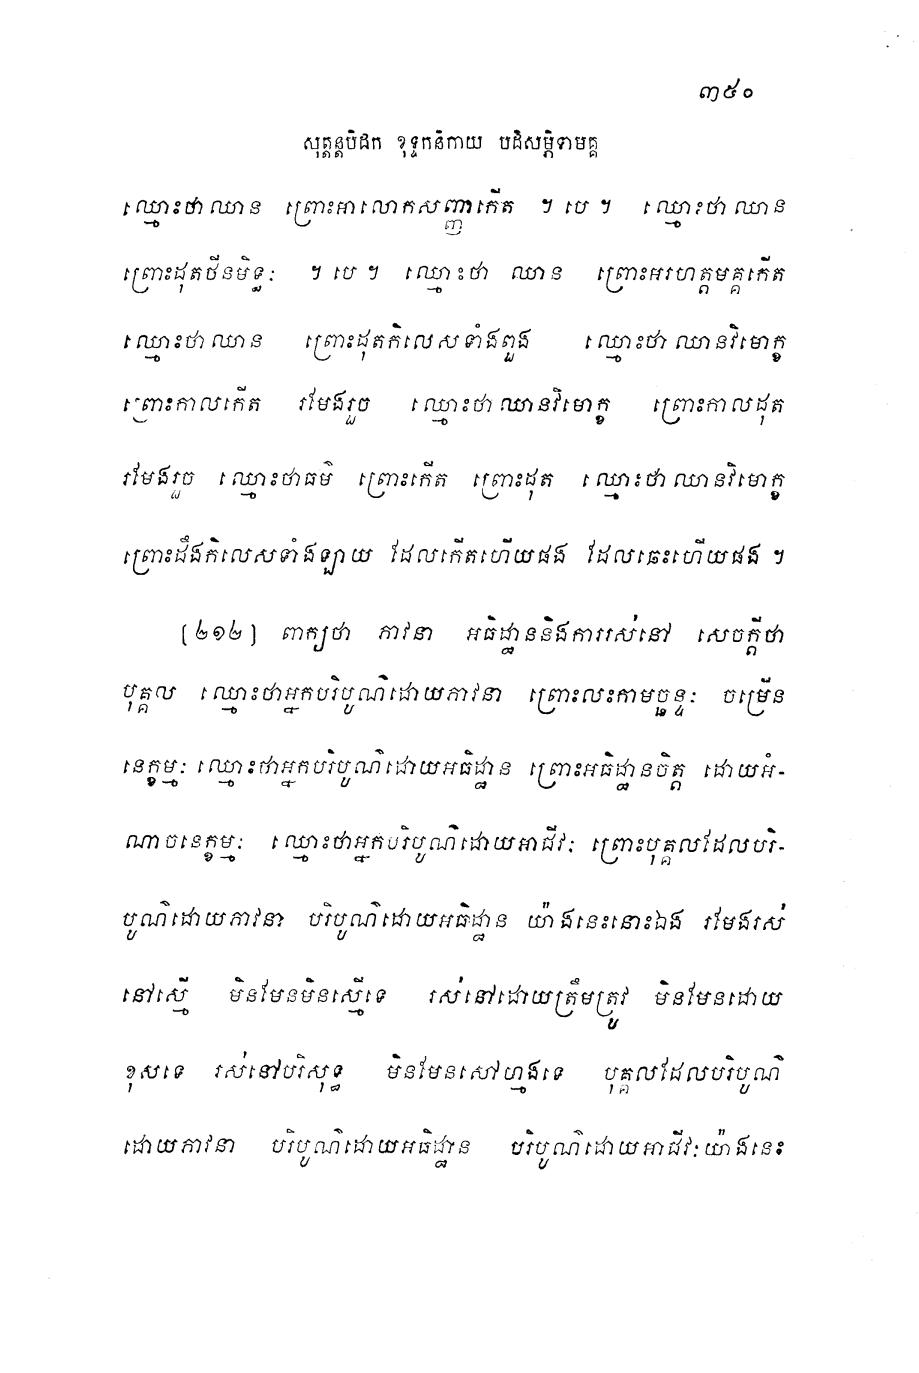 ៣៥០
សុត្តន្តបិដក ខុទ្ទកនិកាយ បដិសម្ភិទាមគ្គ
ឈ្មោះថាឈាន ព្រោះអាលោកសញ្ញាកើត ។ បេ ។ ឈ្មោះថាឈាន
ព្រោះដុតថីនមិទ្ធៈ ។ បេ ។ ឈ្មោះថា ឈាន ព្រោះអរហត្តមគ្គកើត
ឈ្មោះថាឈាន ព្រោះដុតកិលេសទាំងពួង ឈ្មោះថា ឈានវិមោក្ខ
ព្រោះកាលកើត រមែងរួច ឈ្មោះថាឈានវិមោក្ខ ព្រោះកាលដុត
រមែងរួច ឈ្មោះថាធម៌ ព្រោះកើត ព្រោះដុត ឈ្មោះថាឈានវិមោក្ខ
ព្រោះដឹងកិលេសទាំងឡាយ ដែលកើតហើយផង ដែលឆេះហើយផង ។
[២១២] ពាក្យថា ភាវនា អធិដ្ឋាននិងការរស់នៅ សេចក្តីថា
បុគ្គល ឈ្មោះថាអ្នកបរិបូណ៌ដោយភាវនា ព្រោះលះកាមច្ឆន្ទៈ ចម្រើន
នេក្ខម្មៈ ឈ្មោះថាអ្នកបរិបូណ៌ដោយអធិដ្ឋាន ព្រោះអធិដ្ឋានចិត្ត ដោយអំ-
ណាចនេក្ខម្មៈ ឈ្មោះថាអ្នកបរិបូណ៌ដោយអាជីវៈ ព្រោះបុគ្គលដែលបរិ-
បូណ៌ដោយភាវនា បរិបូណ៌ដោយអធិដ្ឋាន យ៉ាងនេះនោះឯង រមែងរស់
នៅស្មើ មិនមែនមិនស្មើទេ រស់នៅដោយត្រឹមត្រូវ មិនមែនដោយ
ខុសទេ រស់នៅបរិសុទ្ធ មិនមែនសៅហ្មងទេ បុគ្គលដែលបរិបូណ៌
ដោយភាវនា បរិបូណ៌ដោយអធិដ្ឋាន បរិបូណ៌ដោយអាជីវៈយ៉ាងនេះ